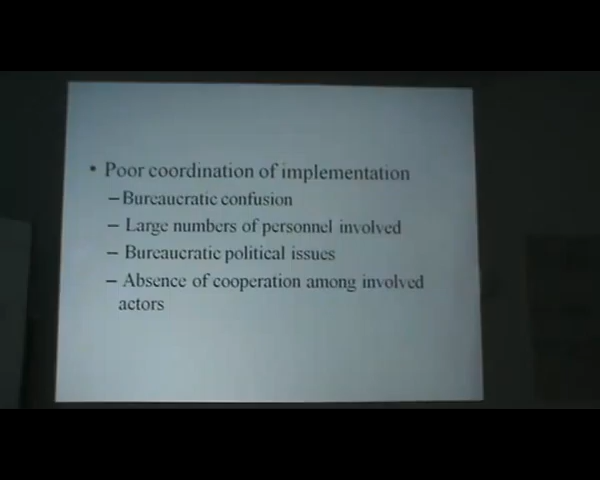 • Poor coordination of implementation
– Bureaucratic confusion
– Large numbers of personnel involved
– Bureaucratic political issues
– Absence of cooperation among involved
actors